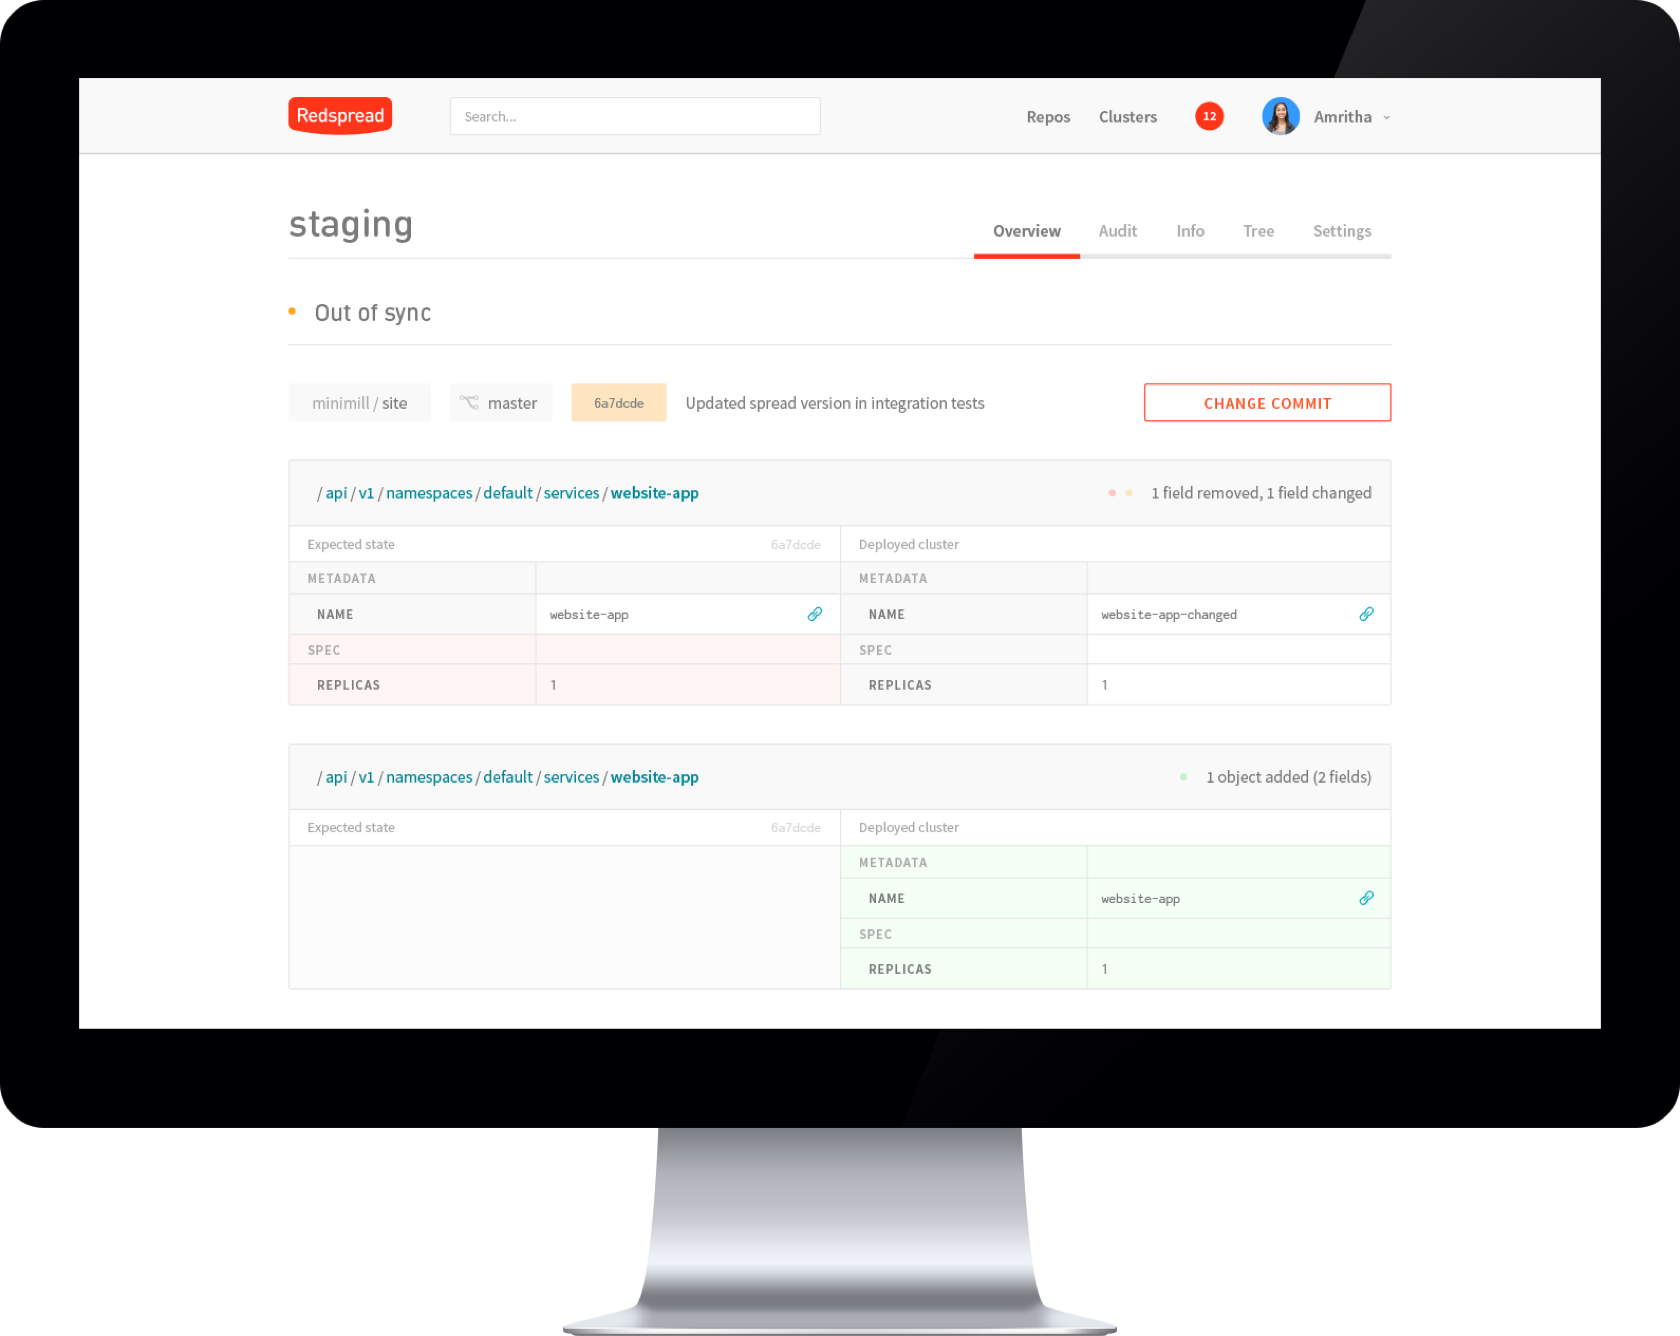 Redspread Search... Repos Clusters 12 Amritha
staging Overview Audit Info Tree Settings
Out of sync
minimill / site master 6a7dcde Updated spread version in integration tests CHANGE COMMIT
/ api / v1 / namespaces / default / services / website-app 1 field removed, 1 field changed
Expected state 6a7dcde Deployed cluster
METADATA METADATA
NAME website-app NAME website-app-changed
SPEC SPEC
REPLICAS 1 REPLICAS 1
/ api / v1 / namespaces / default / services / website-app 1 object added (2 fields)
Expected state 6a7dcde Deployed cluster
METADATA
NAME website-app
SPEC
REPLICAS 1